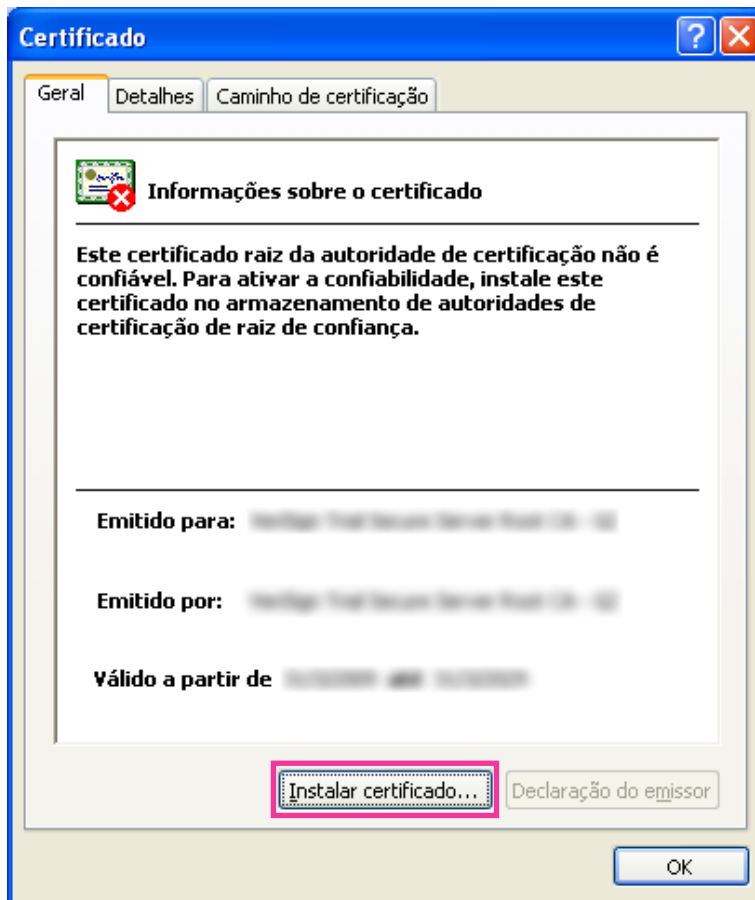 Certificado
Geral
Detalhes
Caminho de certificação
Informações sobre o certificado
Este certificado raiz da autoridade de certificação não é
confiável. Para ativar a confiabilidade, instale este
certificado no armazenamento de autoridades de
certificação de raiz de confiança.
Emitido para:
Emitido por:
Válido a partir de
Instalar certificado...
Declaração do emissor
OK